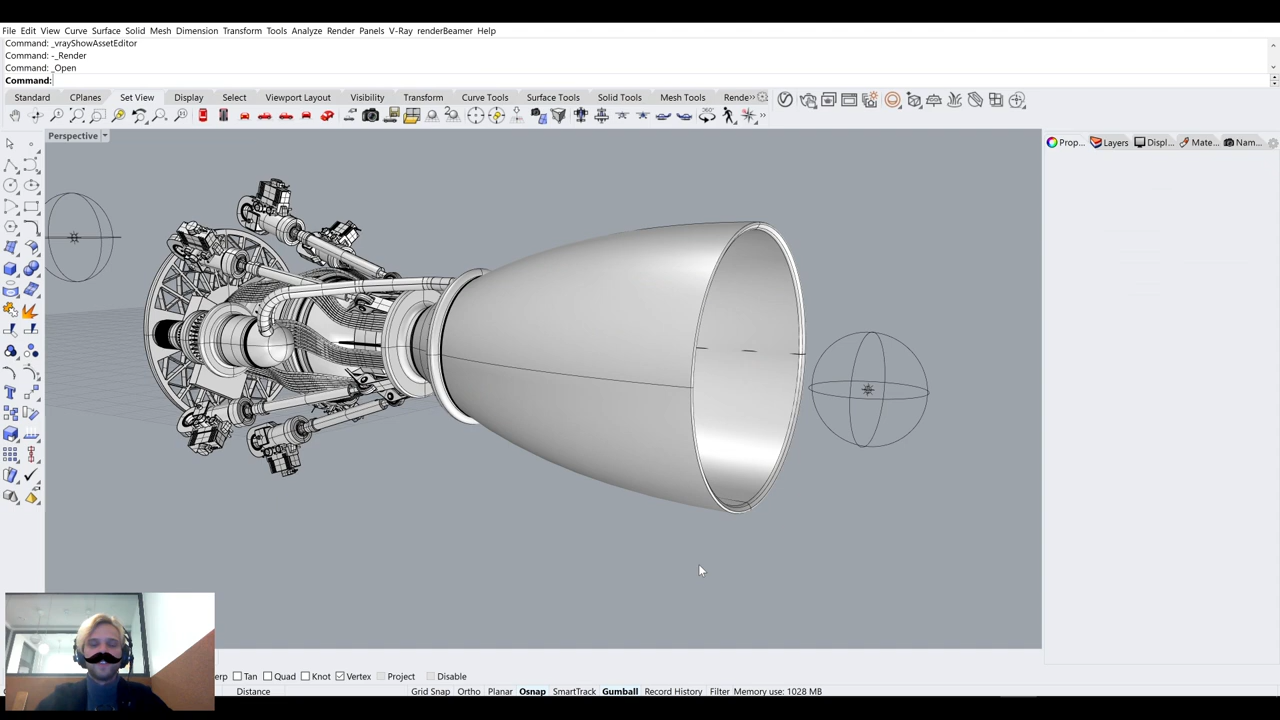 File Edit View Curve Surface Solid Mesh Dimension Transform Tools Analyze Render Panels V-Ray renderBeamer Help
Command: _vrayShowAssetEditor
Command: -_Render
Command: _Open
Command:
Standard CPlanes Set View Display Select Viewport Layout Visibility Transform Curve Tools Surface Tools Solid Tools Mesh Tools Rende
Perspective
Prop... Layers Displ... Mate... Nam...
erp Tan Quad Knot Vertex Project Disable
Distance Grid Snap Ortho Planar Osnap SmartTrack Gumball Record History Filter Memory use: 1028 MB